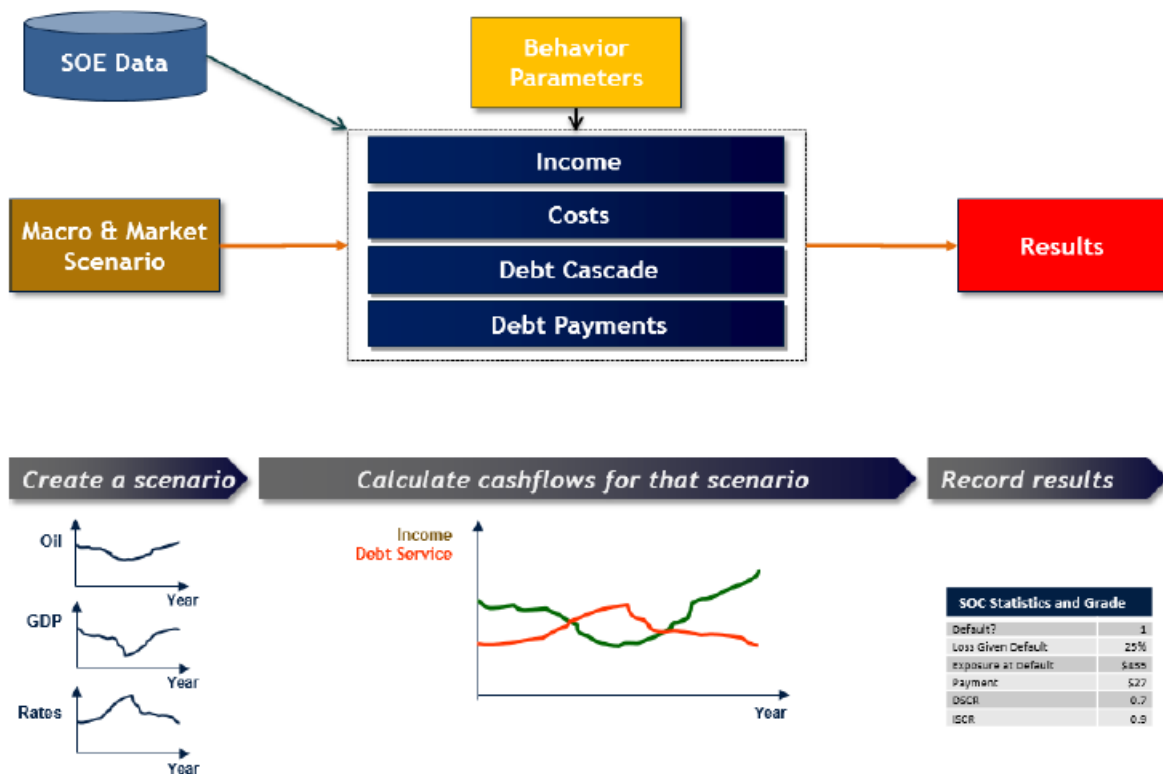 SOE Data
Behavior
Parameters
Income
Costs
Debt Cascade
Debt Payments
Macro & Market
Scenario
Results
Create a scenario
Calculate cashflows for that scenario
Record results
Oil
Year
GDP
Year
Rates
Year
Income
Debt Service
Year
SOC Statistics and Grade
Default? 1
Loss Given Default 25%
Exposure at Default
Payment $27
DSCR 0.7
ISCR 0.9